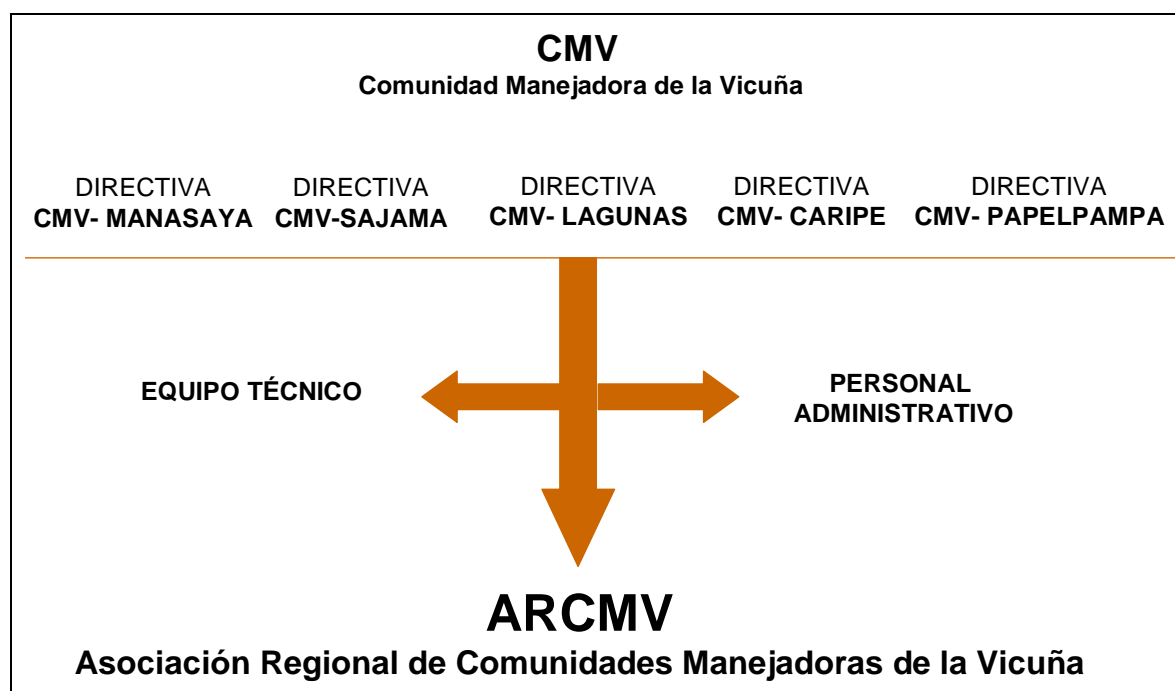 CMV
Comunidad Manejadora de la Vicuña
DIRECTIVA
CMV- MANASAYA
DIRECTIVA
CMV-SAJAMA
DIRECTIVA
CMV- LAGUNAS
DIRECTIVA
CMV- CARIPE
DIRECTIVA
CMV- PAPELPAMPA
EQUIPO TÉCNICO
PERSONAL
ADMINISTRATIVO
ARCMV
Asociación Regional de Comunidades Manejadoras de la Vicuña